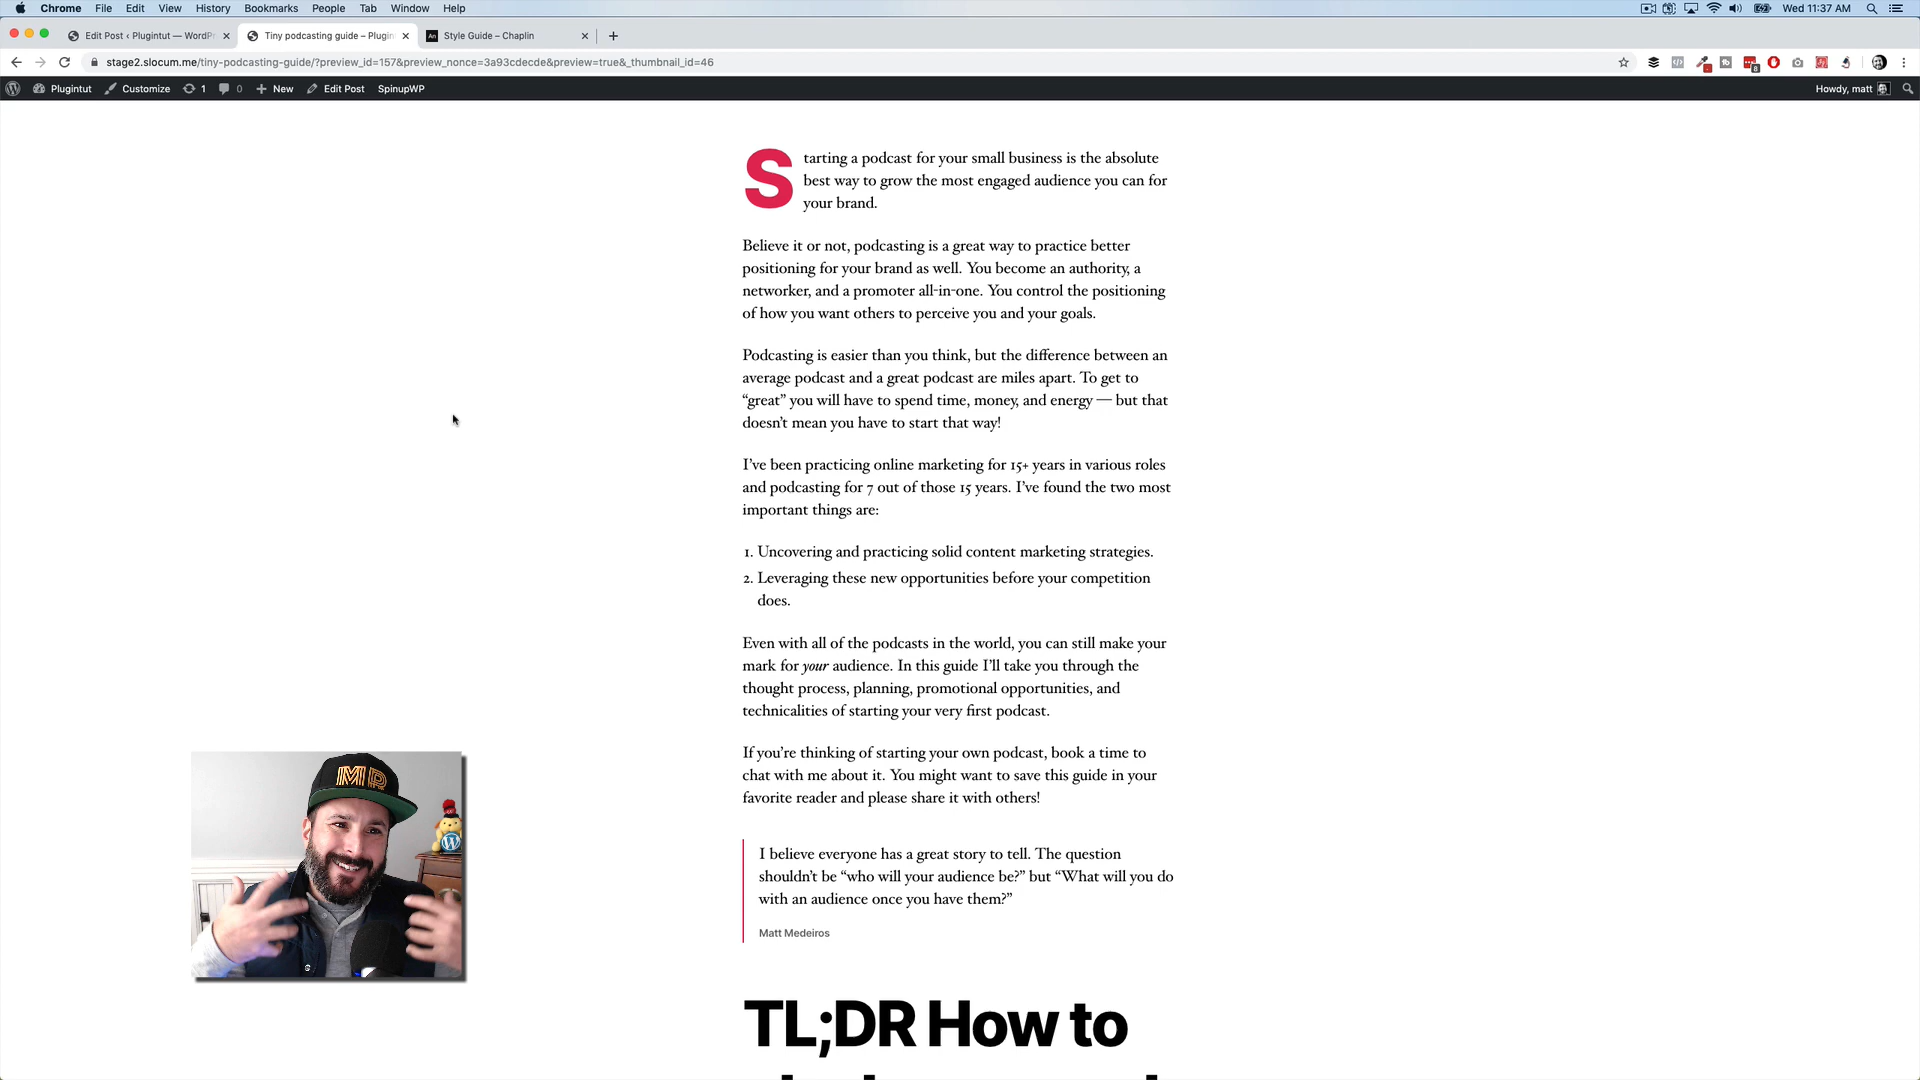 Chrome File Edit View History Bookmarks People Tab Window Help Wed 11:37 AM
Edit Post ‹ Plugintut — WordPr Tiny podcasting guide – Plugin Style Guide – Chaplin
stage2.slocum.me/tiny-podcasting-guide/?preview_id=157&preview_nonce=3a93cdecde&preview=true&_thumbnail_id=46
Plugintut Customize 1 0 New Edit Post SpinupWP Howdy, matt
Starting a podcast for your small business is the absolute
best way to grow the most engaged audience you can for
your brand.
Believe it or not, podcasting is a great way to practice better
positioning for your brand as well. You become an authority, a
networker, and a promoter all-in-one. You control the positioning
of how you want others to perceive you and your goals.
Podcasting is easier than you think, but the difference between an
average podcast and a great podcast are miles apart. To get to
“great” you will have to spend time, money, and energy — but that
doesn’t mean you have to start that way!
I’ve been practicing online marketing for 15+ years in various roles
and podcasting for 7 out of those 15 years. I’ve found the two most
important things are:
1. Uncovering and practicing solid content marketing strategies.
2. Leveraging these new opportunities before your competition
does.
Even with all of the podcasts in the world, you can still make your
mark for your audience. In this guide I’ll take you through the
thought process, planning, promotional opportunities, and
technicalities of starting your very first podcast.
If you’re thinking of starting your own podcast, book a time to
chat with me about it. You might want to save this guide in your
favorite reader and please share it with others!
MR
I believe everyone has a great story to tell. The question
shouldn’t be “who will your audience be?” but “What will you do
with an audience once you have them?”
Matt Medeiros
TL;DR How to